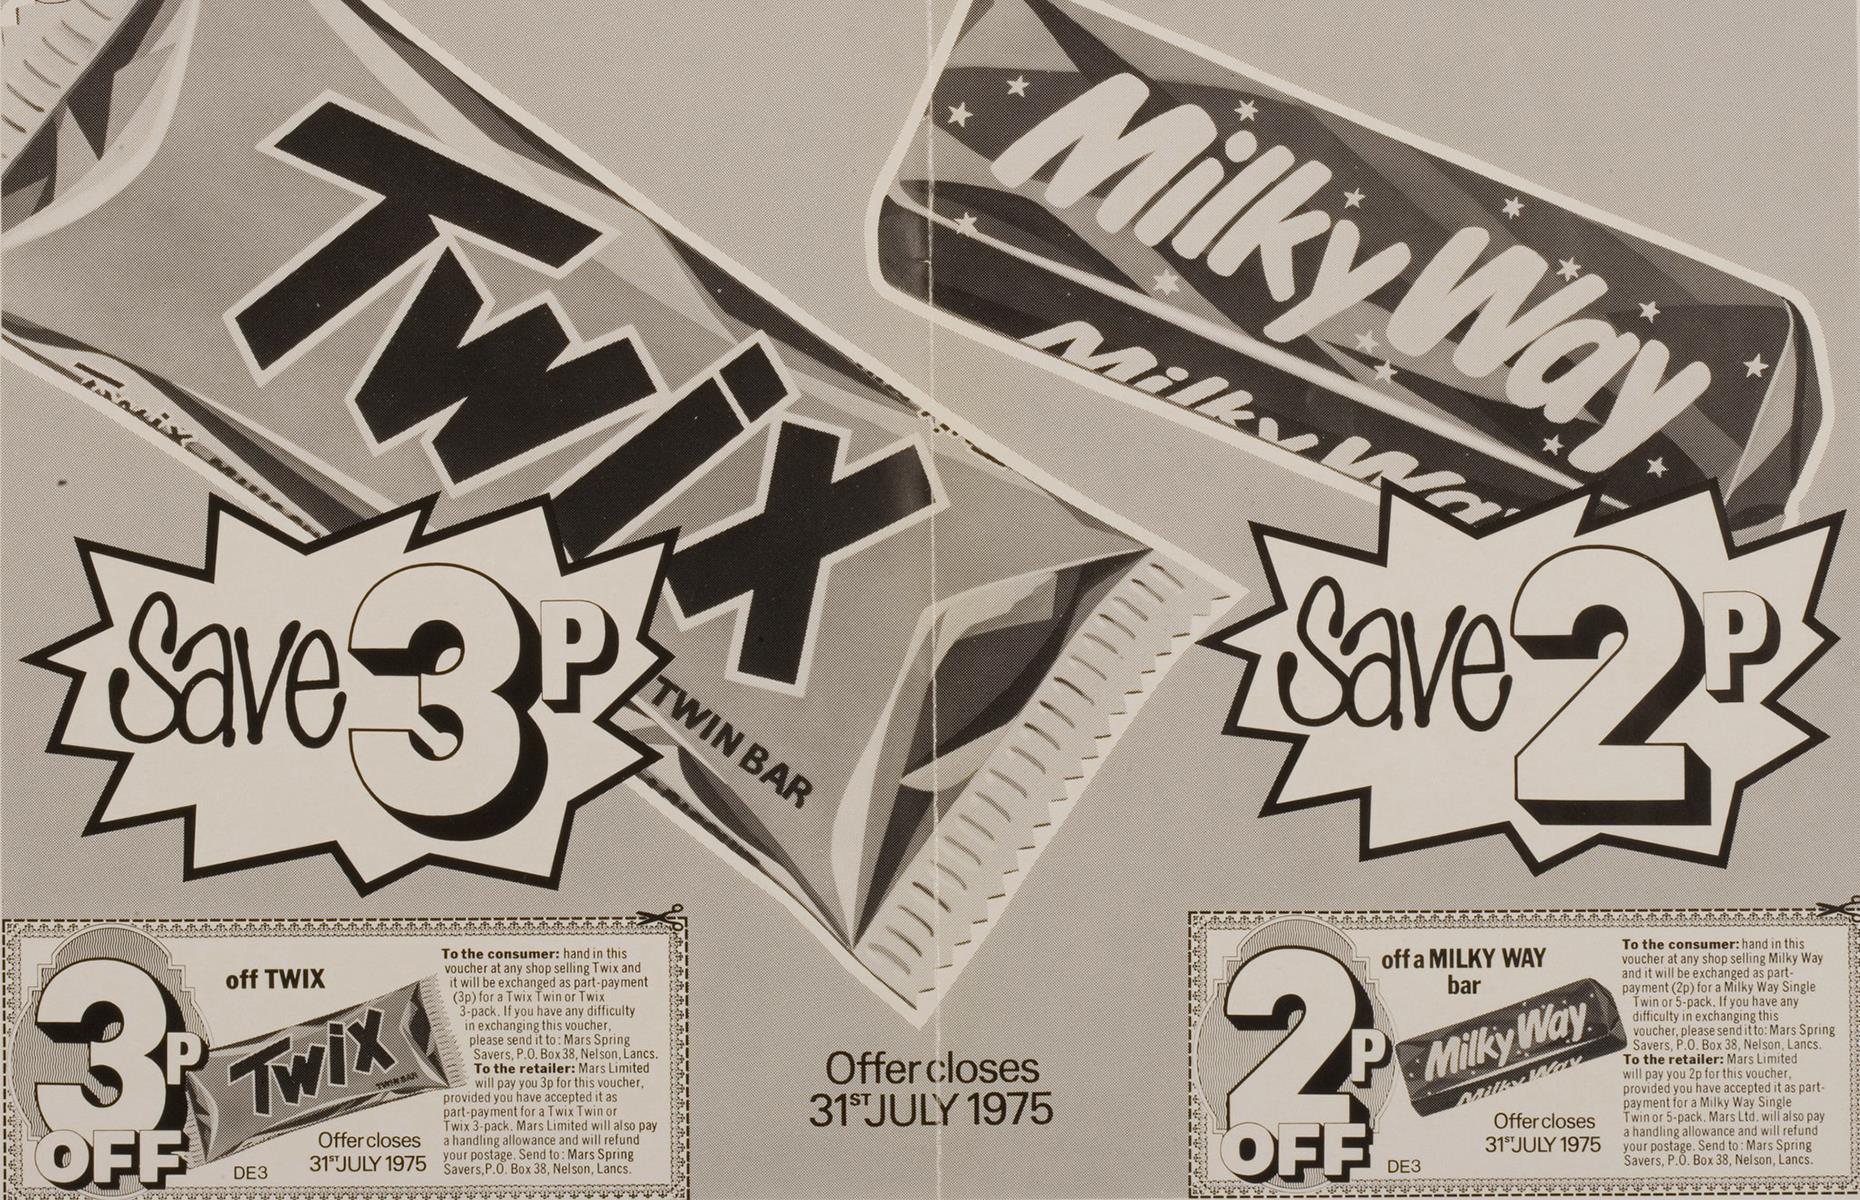 Twix
Twix
TWIN BAR
Milky Way
Milky Way
Save 3P
Save 2P
3P
OFF
off TWIX
Twix
TWIN BAR
Offer closes
31ST JULY 1975
DE3
To the consumer: hand in this
voucher at any shop selling Twix and
it will be exchanged as part-payment
(3p) for a Twix Twin or Twix
3-pack. If you have any difficulty
in exchanging this voucher,
please send it to: Mars Spring
Savers, P.O. Box 38, Nelson, Lancs.
To the retailer: Mars Limited
will pay you 3p for this voucher,
provided you have accepted it as
part-payment for a Twix Twin or
Twix 3-pack. Mars Limited will also pay
a handling allowance and will refund
your postage. Send to: Mars Spring
Savers, P.O. Box 38, Nelson, Lancs.
Offer closes
31ST JULY 1975
2P
OFF
off a MILKY WAY
bar
Milky Way
Milky Way
Offer closes
31ST JULY 1975
DE3
To the consumer: hand in this
voucher at any shop selling Milky Way
and it will be exchanged as part-
payment (2p) for a Milky Way Single
Twin or 5-pack. If you have any
difficulty in exchanging this
voucher, please send it to: Mars Spring
Savers, P.O. Box 38, Nelson, Lancs.
To the retailer: Mars Limited
will pay you 2p for this voucher,
provided you have accepted it as part-
payment for a Milky Way Single
Twin or 5-pack. Mars Ltd. will also pay
a handling allowance and will refund
your postage. Send to: Mars Spring
Savers, P.O. Box 38, Nelson, Lancs.